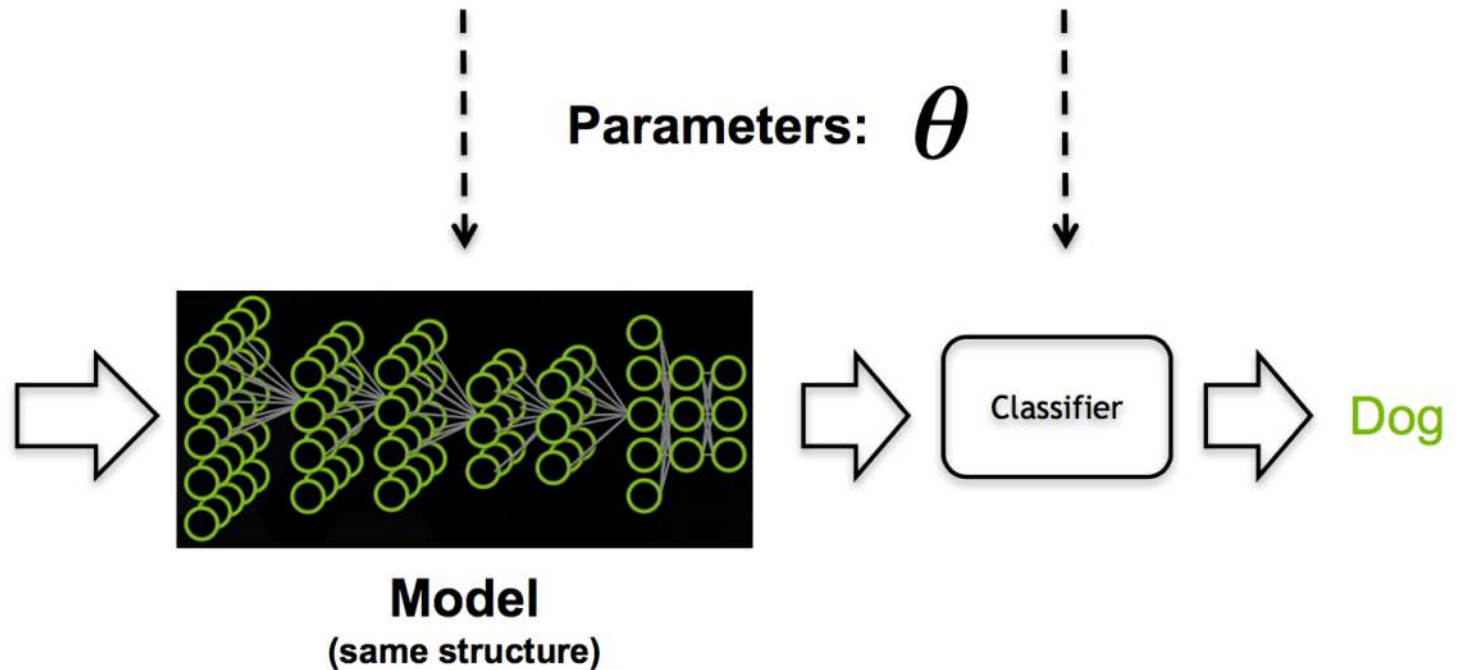 Parameters: θ
Classifier
Dog
Model
(same structure)